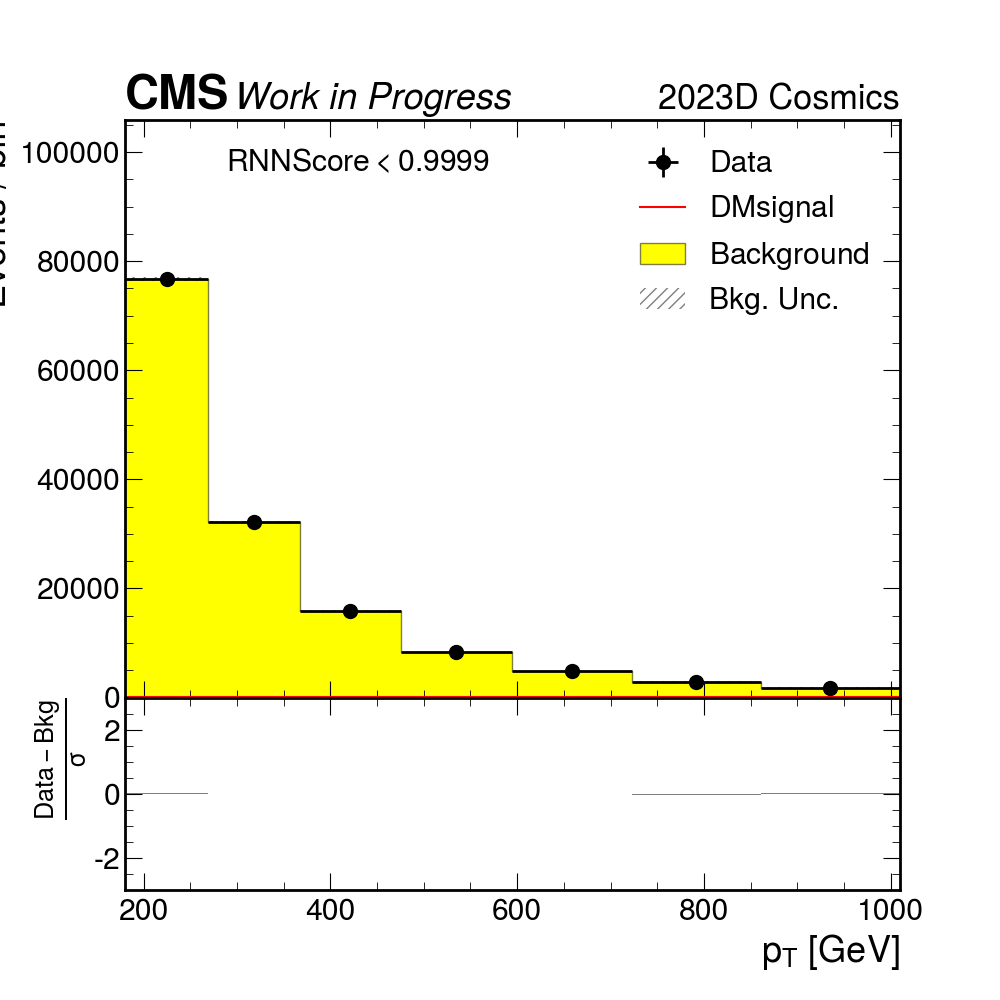 CMS Work in Progress 2023D Cosmics
RNNScore < 0.9999
Data
DMsignal
Background
Bkg. Unc.
100000
80000
60000
40000
20000
0
Data – Bkg
σ
2
0
-2
200 400 600 800 1000
pT [GeV]